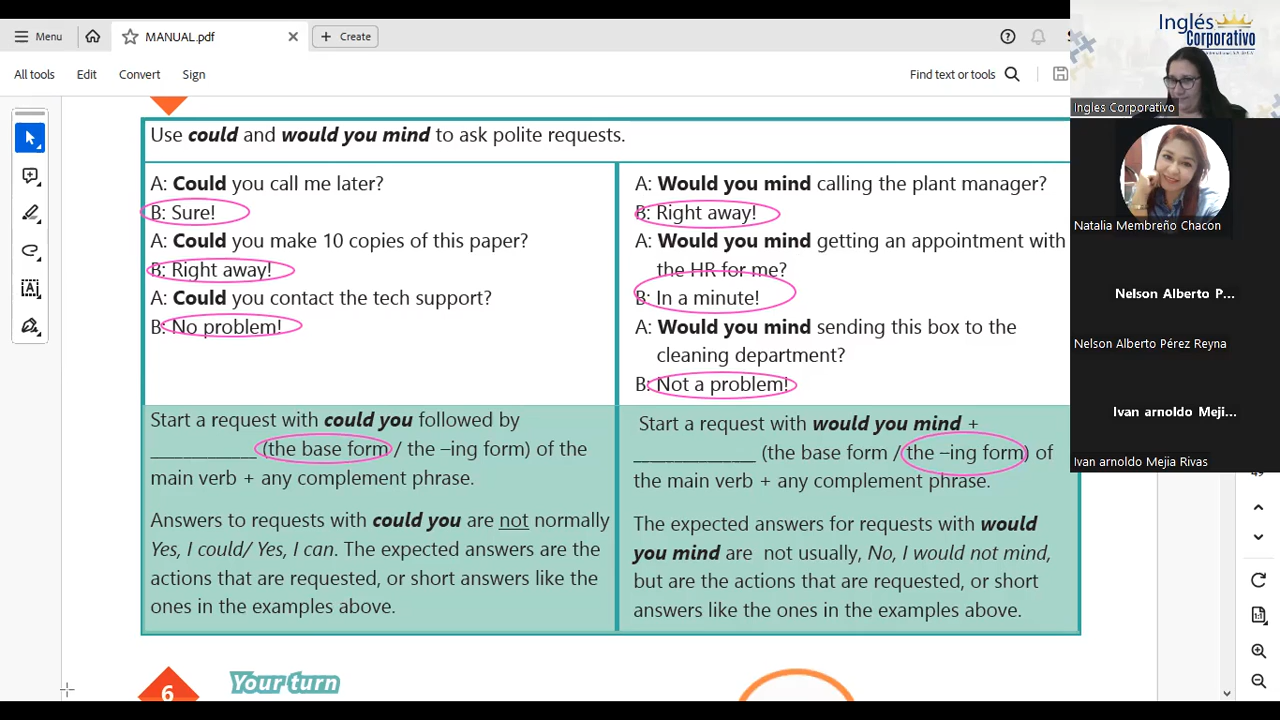 Menu
MANUAL.pdf
Create
All tools
Edit
Convert
Sign
Find text or tools
Use could and would you mind to ask polite requests.
A: Could you call me later?
B: Sure!
A: Could you make 10 copies of this paper?
B: Right away!
A: Could you contact the tech support?
B: No problem!
A: Would you mind calling the plant manager?
B: Right away!
A: Would you mind getting an appointment with
the HR for me?
B: In a minute!
A: Would you mind sending this box to the
cleaning department?
B: Not a problem!
Start a request with could you followed by
___________ (the base form / the –ing form) of the
main verb + any complement phrase.
Answers to requests with could you are not normally
Yes, I could/ Yes, I can. The expected answers are the
actions that are requested, or short answers like the
ones in the examples above.
Start a request with would you mind +
_____________ (the base form / the –ing form) of
the main verb + any complement phrase.
The expected answers for requests with would
you mind are not usually, No, I would not mind,
but are the actions that are requested, or short
answers like the ones in the examples above.
6
Your turn
Inglés
Corporativo
Ingles Corporativo
Natalia Membreño Chacon
Nelson Alberto P...
Nelson Alberto Pérez Reyna
Ivan arnoldo Meji...
Ivan arnoldo Mejia Rivas